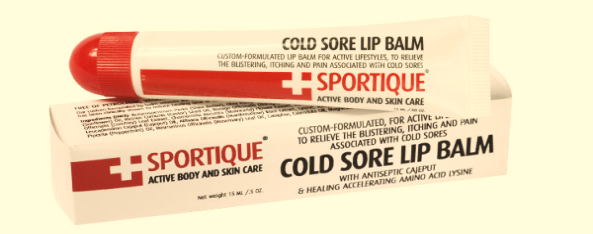 COLD SORE LIP BALM
CUSTOM-FORMULATED LIP BALM FOR ACTIVE LIFESTYLES, TO RELIEVE
THE BLISTERING, ITCHING AND PAIN ASSOCIATED WITH COLD SORES
SPORTIQUE®
ACTIVE BODY AND SKIN CARE
SPORTIQUE®
ACTIVE BODY AND SKIN CARE
Net weight 15 ML / .5 OZ.
CUSTOM-FORMULATED, FOR ACTIVE
TO RELIEVE THE BLISTERING, ITCHING AND PAIN
ASSOCIATED WITH COLD SORES
COLD SORE LIP BALM
WITH ANTISEPTIC CAJEPUT
& HEALING ACCELERATING AMINO ACID LYSINE